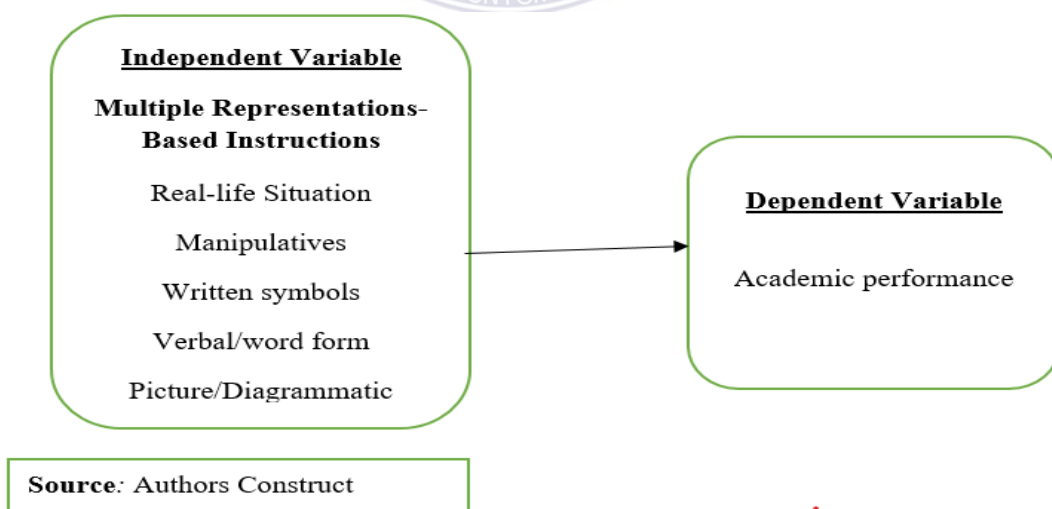 Independent Variable
Multiple Representations-
Based Instructions
Real-life Situation
Manipulatives
Written symbols
Verbal/word form
Picture/Diagrammatic
Dependent Variable
Academic performance
Source: Authors Construct